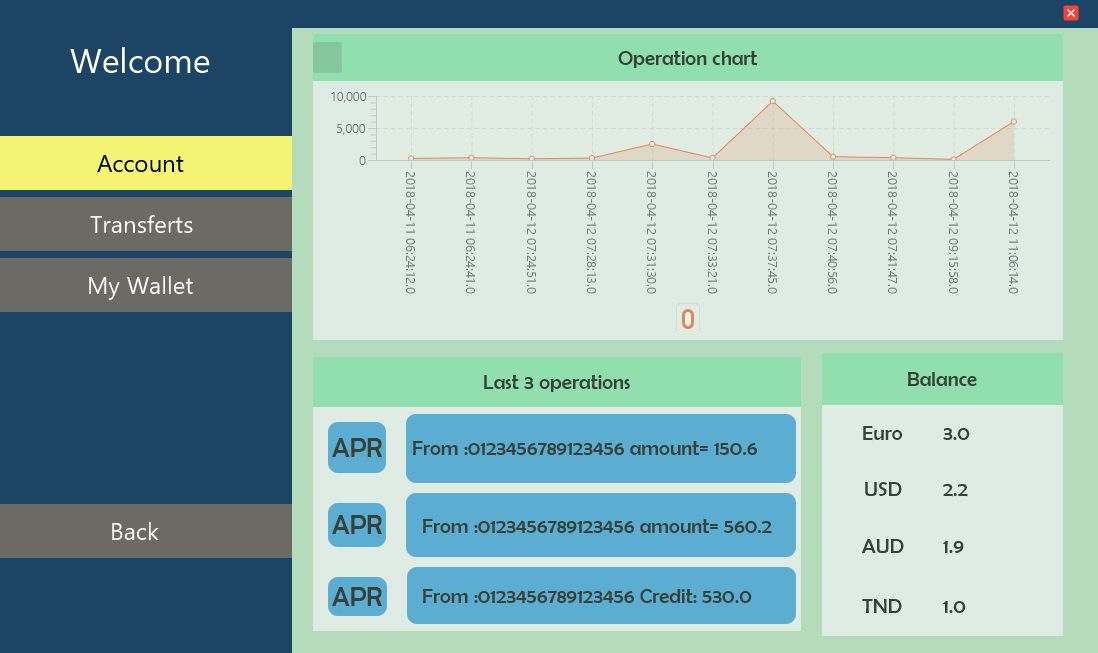 Welcome
Account
Transferts
My Wallet
Back
Operation chart
10,000
5,000
0
2018-04-11 06:24:12.0
2018-04-11 06:24:41.0
2018-04-12 07:24:51.0
2018-04-12 07:28:13.0
2018-04-12 07:31:30.0
2018-04-12 07:33:21.0
2018-04-12 07:37:45.0
2018-04-12 07:40:56.0
2018-04-12 07:41:47.0
2018-04-12 09:15:58.0
2018-04-12 11:06:14.0
Last 3 operations
APR From :0123456789123456 amount= 150.6
APR From :0123456789123456 amount= 560.2
APR From :0123456789123456 Credit: 530.0
Balance
Euro 3.0
USD 2.2
AUD 1.9
TND 1.0